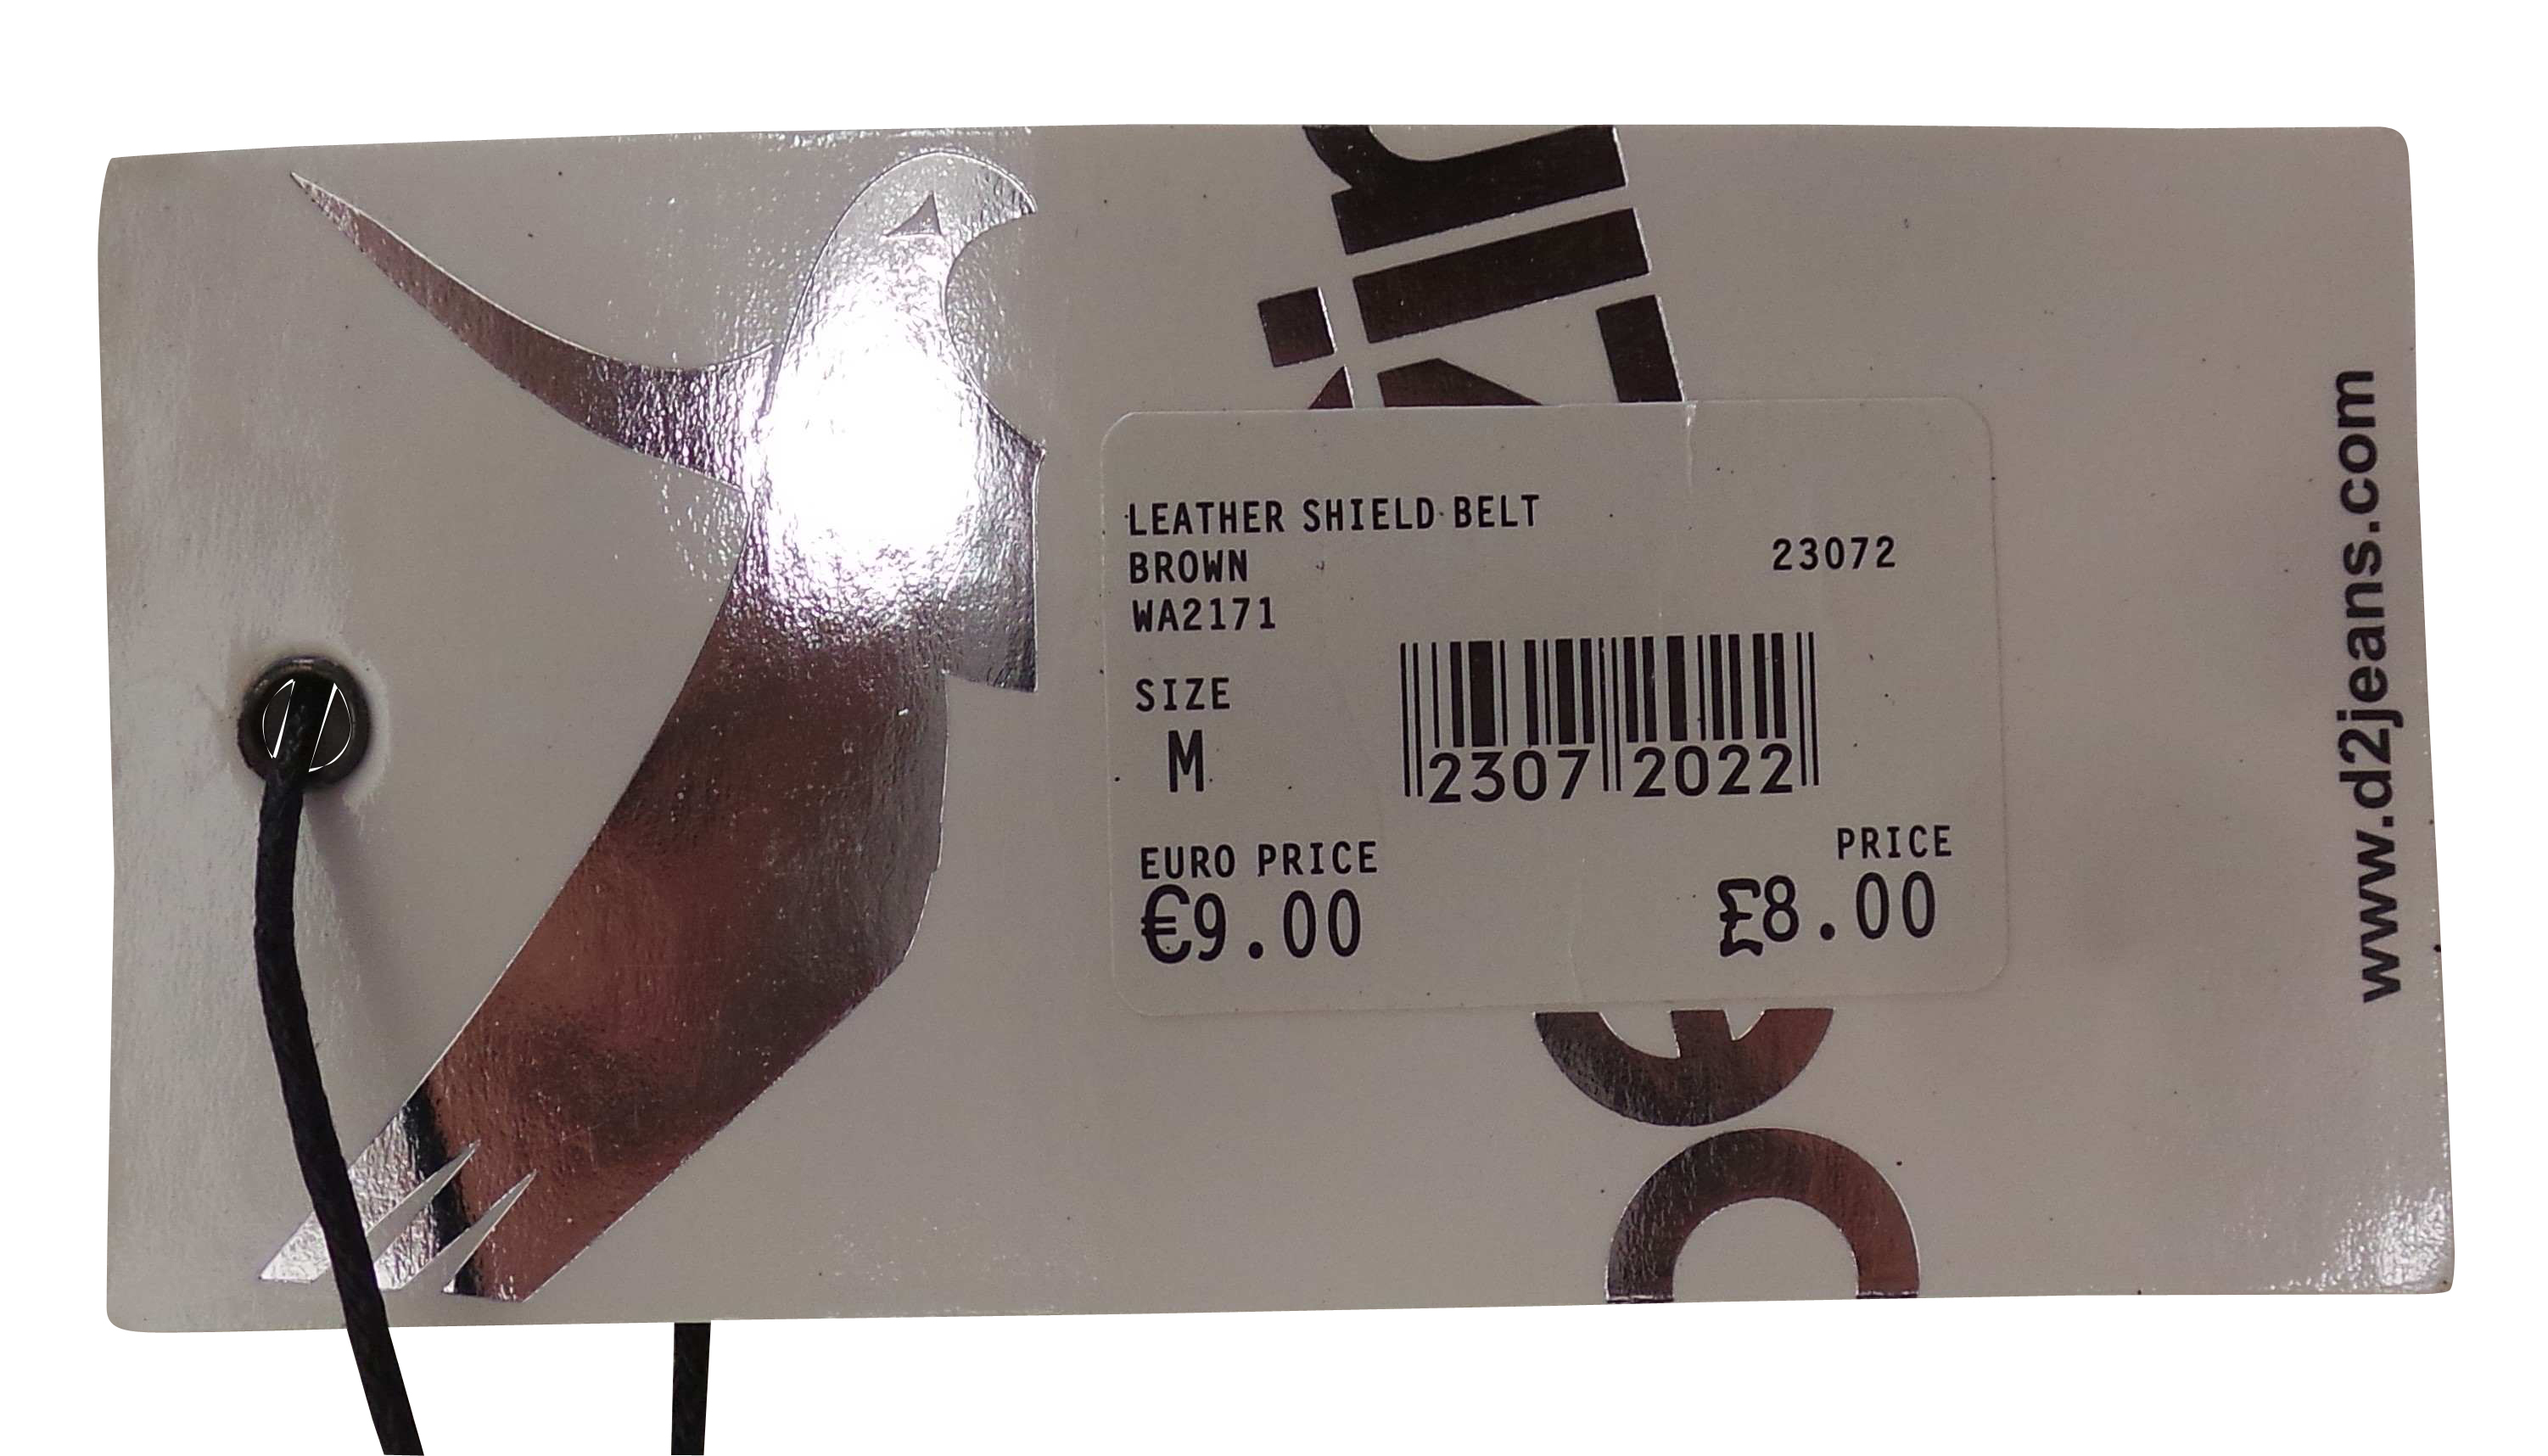 LEATHER SHIELD BELT
BROWN
23072
WA2171
SIZE
M
2307 2022
EURO PRICE
PRICE
€9.00
£8.00
www.d2jeans.com